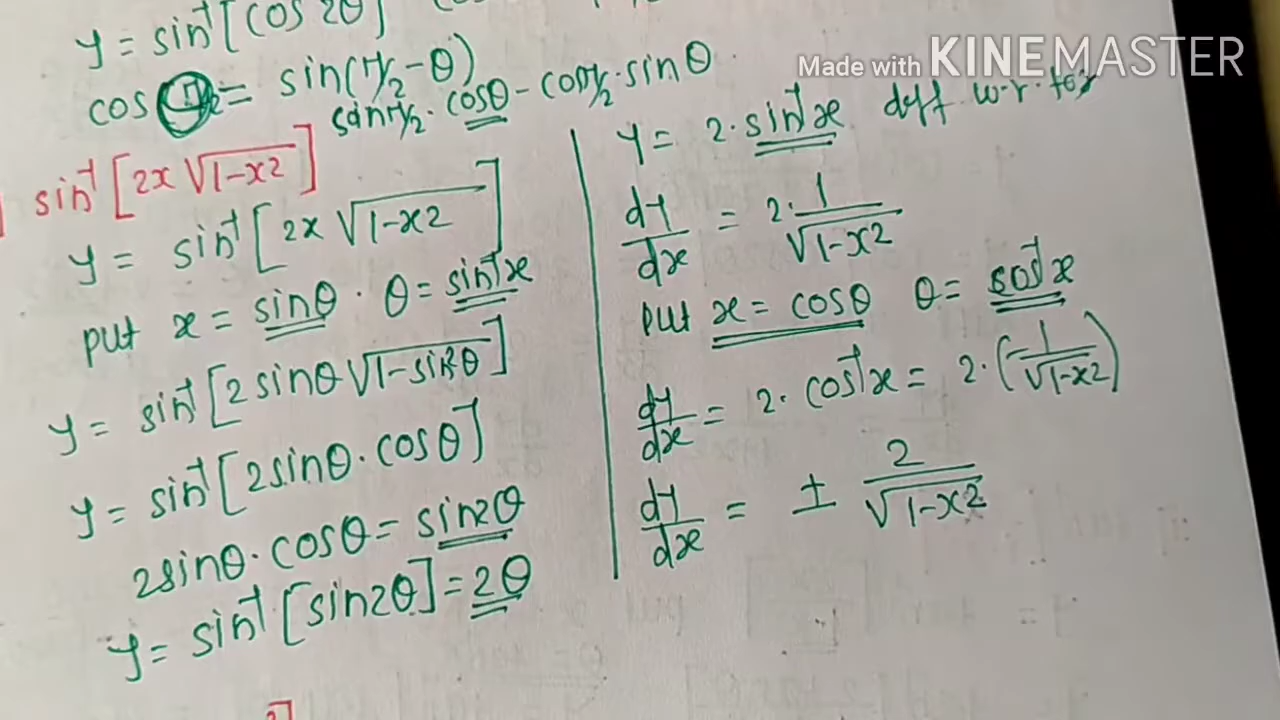 y = sin⁻¹[cos 2θ]
cos = sin(π/2 - θ)
sin π/2 · cosθ - cos π/2 · sin θ
Made with KINEMASTER
sin⁻¹[2x √1-x2]
y = sin⁻¹[2x √1-x2]
put x = sinθ · θ = sin⁻¹x
y = sin⁻¹[2 sinθ √1-sin²θ]
y = sin⁻¹[2sinθ · cosθ]
2sinθ · cosθ = sin2θ
y = sin⁻¹[sin2θ] = 2θ
y = 2 · sin⁻¹x diff w.r.to x
dy/dx = 2 · 1/√1-x2
put x = cosθ θ = cos⁻¹x
dy/dx = 2 · cos⁻¹x = 2 · (-1/√1-x2)
dy/dx = ± 2/√1-x2